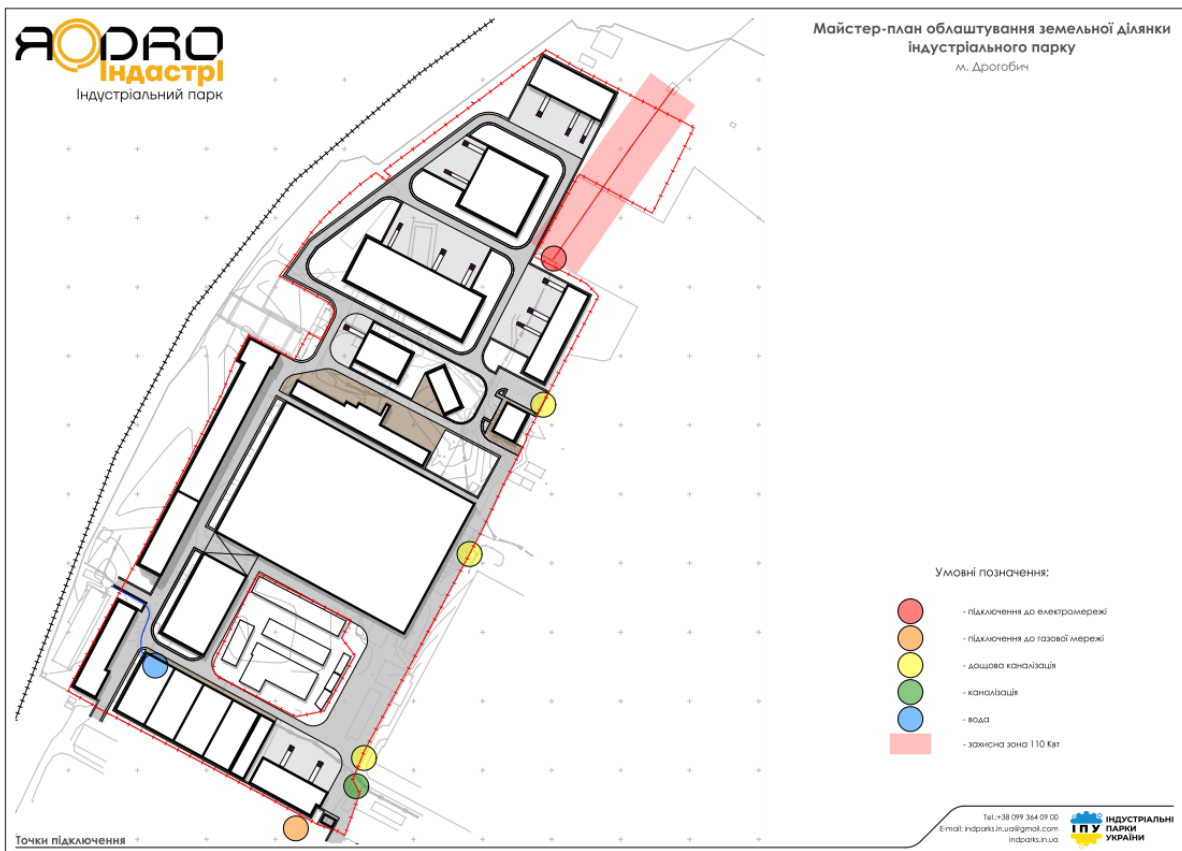 ЯODRO
Індастрі
Індустріальний парк
Майстер-план облаштування земельної ділянки
індустріального парку
м. Дрогобич
Умовні позначення:
- підключення до електромережі
- підключення до газової мережі
- дощова каналізація
- каналізація
- вода
- захисна зона 110 Квт
Точки підключення
Tel.:+38 099 364 09 00
E-mail: indparks.in.ua@gmail.com
indparks.in.ua
ІПУ
ІНДУСТРІАЛЬНІ
ПАРКИ
УКРАЇНИ